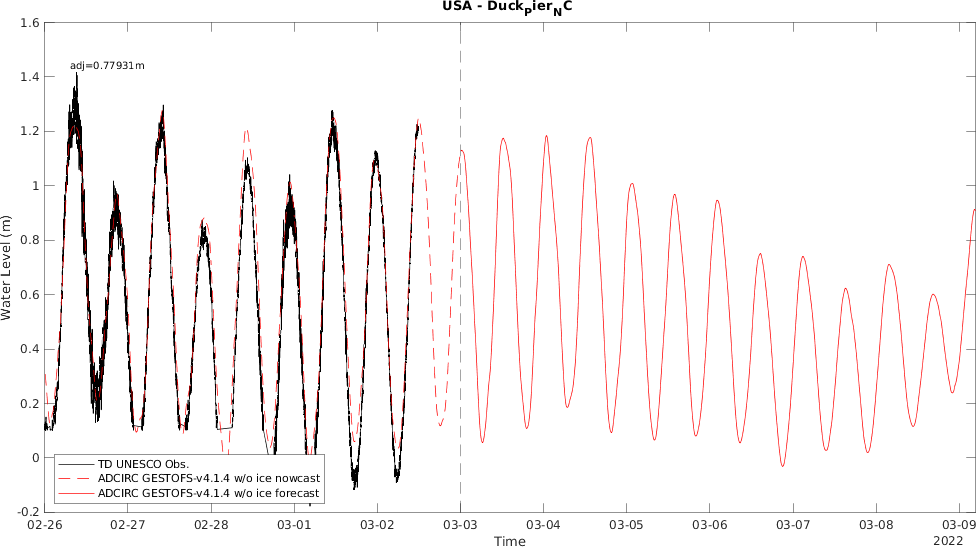 USA - Duck_Pier_NC
1.6
1.4
1.2
1
0.8
0.6
0.4
0.2
0
-0.2
Water Level (m)
adj=0.77931m
TD UNESCO Obs.
ADCIRC GESTOFS-v4.1.4 w/o ice nowcast
ADCIRC GESTOFS-v4.1.4 w/o ice forecast
02-26 02-27 02-28 03-01 03-02 03-03 03-04 03-05 03-06 03-07 03-08 03-09
Time
2022